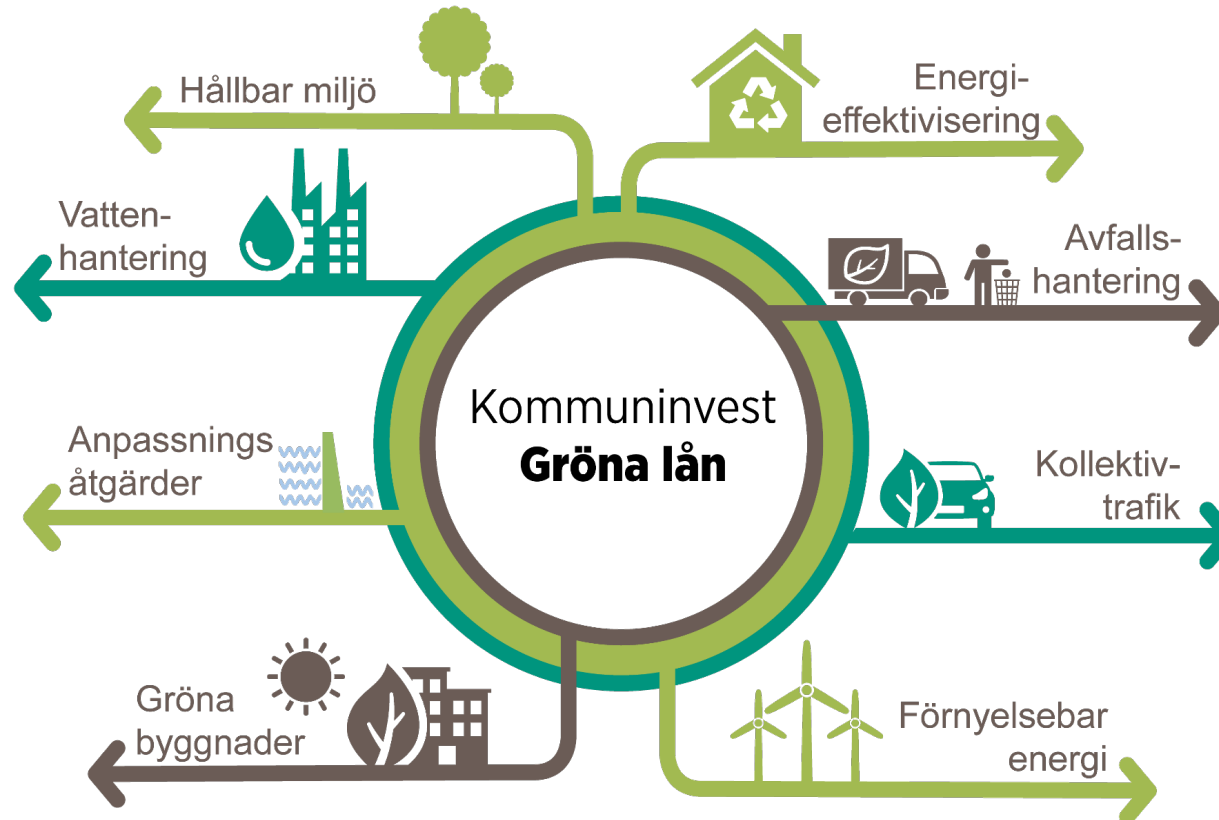 Hållbar miljö
Energi-
effektivisering
Vatten-
hantering
Avfalls-
hantering
Kommuninvest
Gröna lån
Anpassnings
åtgärder
Kollektiv-
trafik
Gröna
byggnader
Förnyelsebar
energi